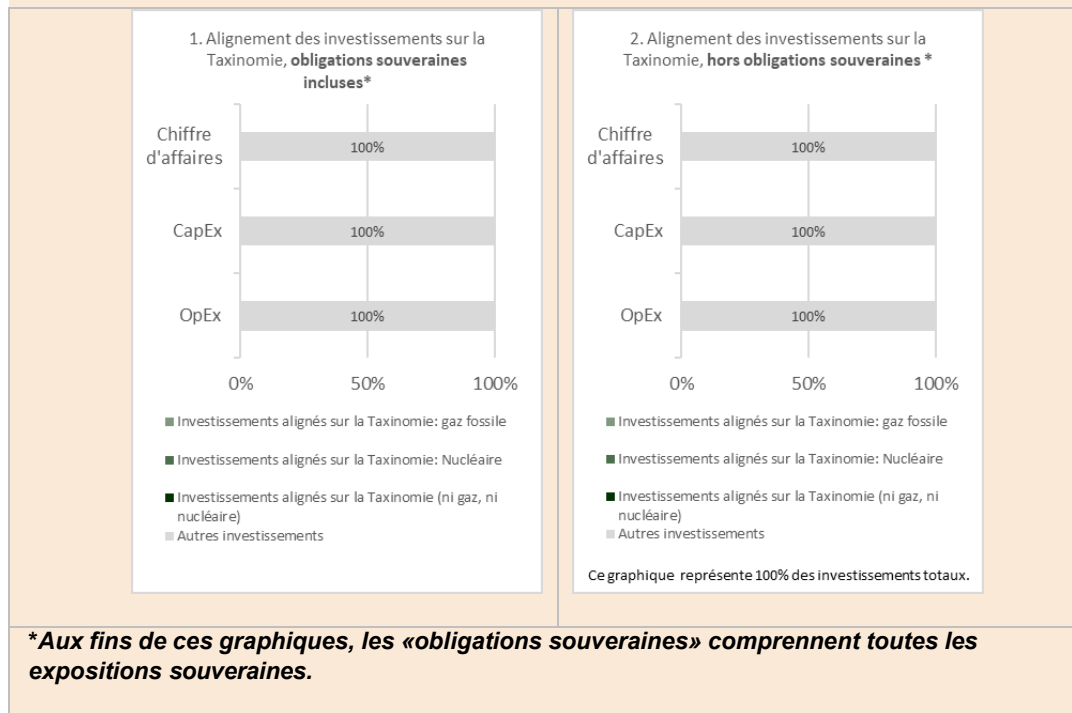 1. Alignement des investissements sur la
Taxinomie, obligations souveraines
incluses*
Chiffre
d'affaires
100%
CapEx
100%
OpEx
100%
0% 50% 100%
Investissements alignés sur la Taxinomie: gaz fossile
Investissements alignés sur la Taxinomie: Nucléaire
Investissements alignés sur la Taxinomie (ni gaz, ni
nucléaire)
Autres investissements
2. Alignement des investissements sur la
Taxinomie, hors obligations souveraines *
Chiffre
d'affaires
100%
CapEx
100%
OpEx
100%
0% 50% 100%
Investissements alignés sur la Taxinomie: gaz fossile
Investissements alignés sur la Taxinomie: Nucléaire
Investissements alignés sur la Taxinomie (ni gaz, ni
nucléaire)
Autres investissements
Ce graphique représente 100% des investissements totaux.
*Aux fins de ces graphiques, les «obligations souveraines» comprennent toutes les
expositions souveraines.